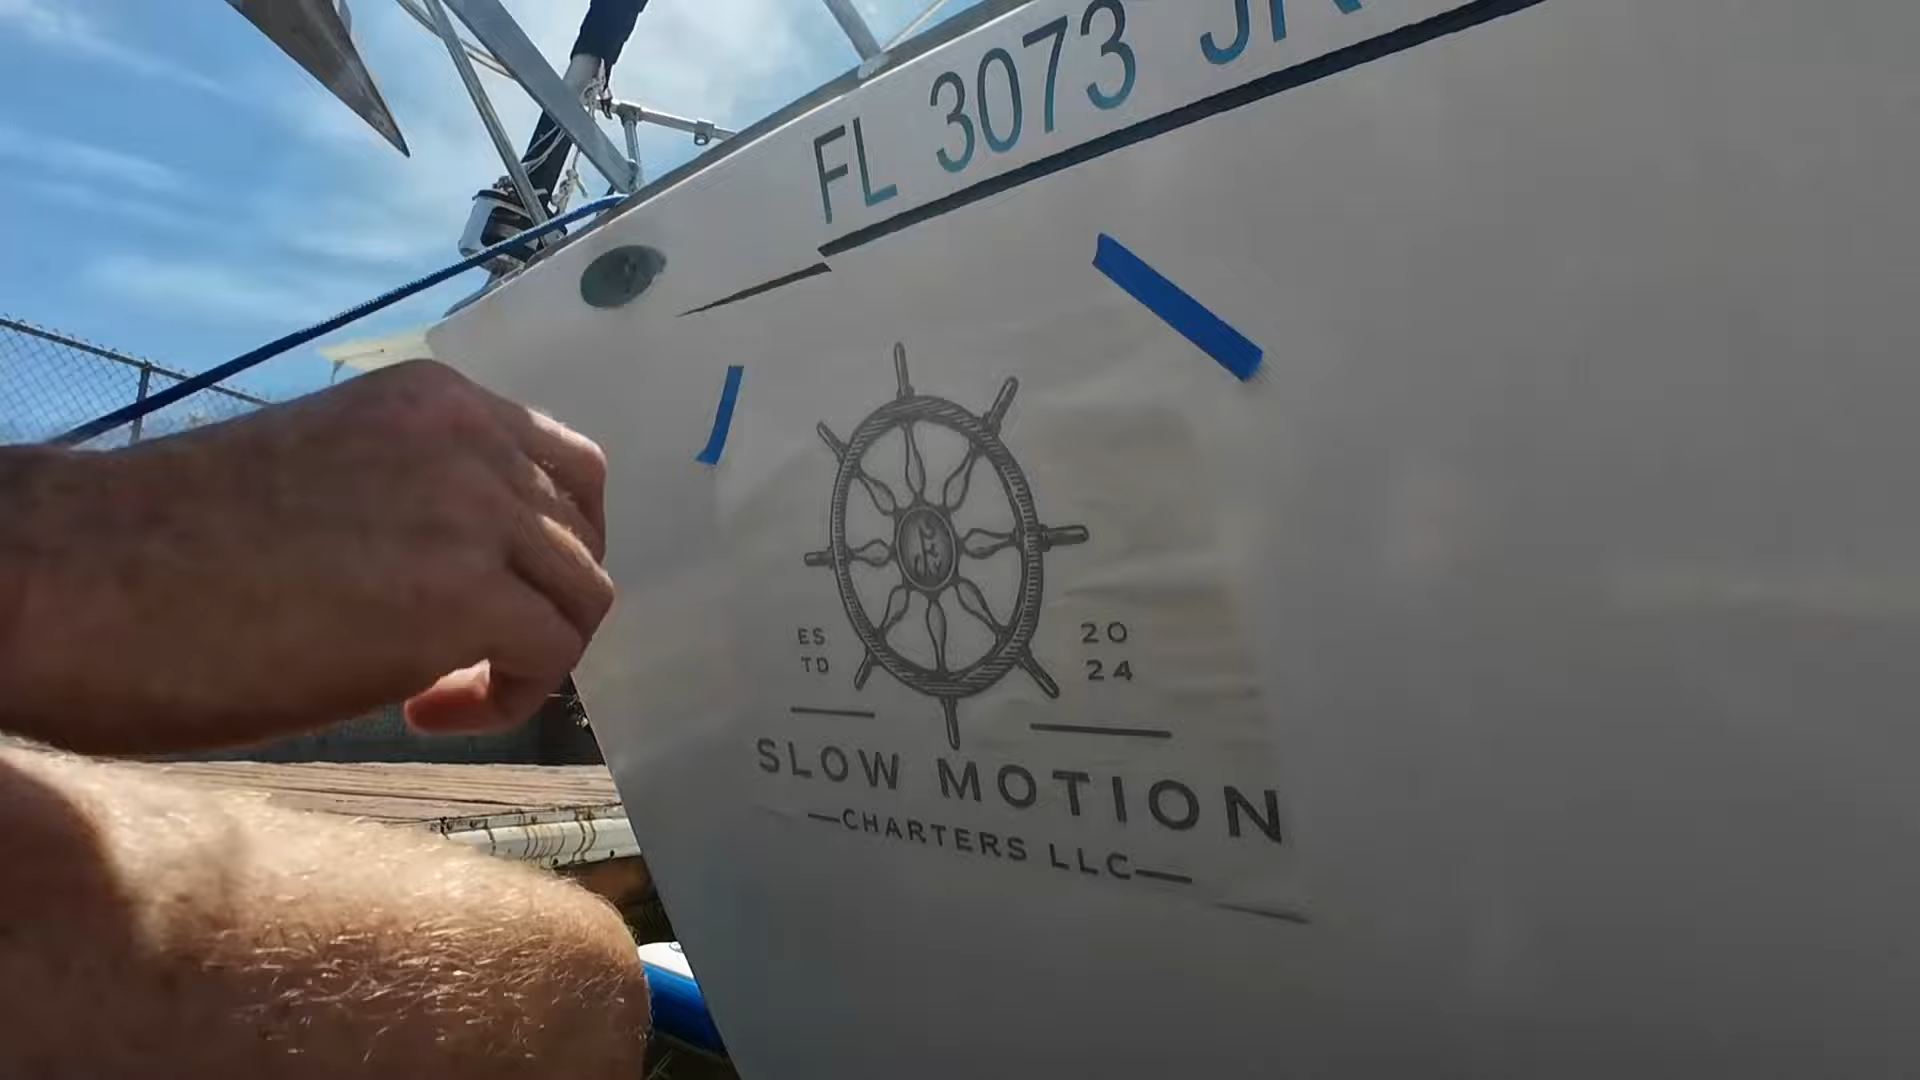 FL 3073
ES
TD
20
24
SLOW MOTION
—CHARTERS LLC—